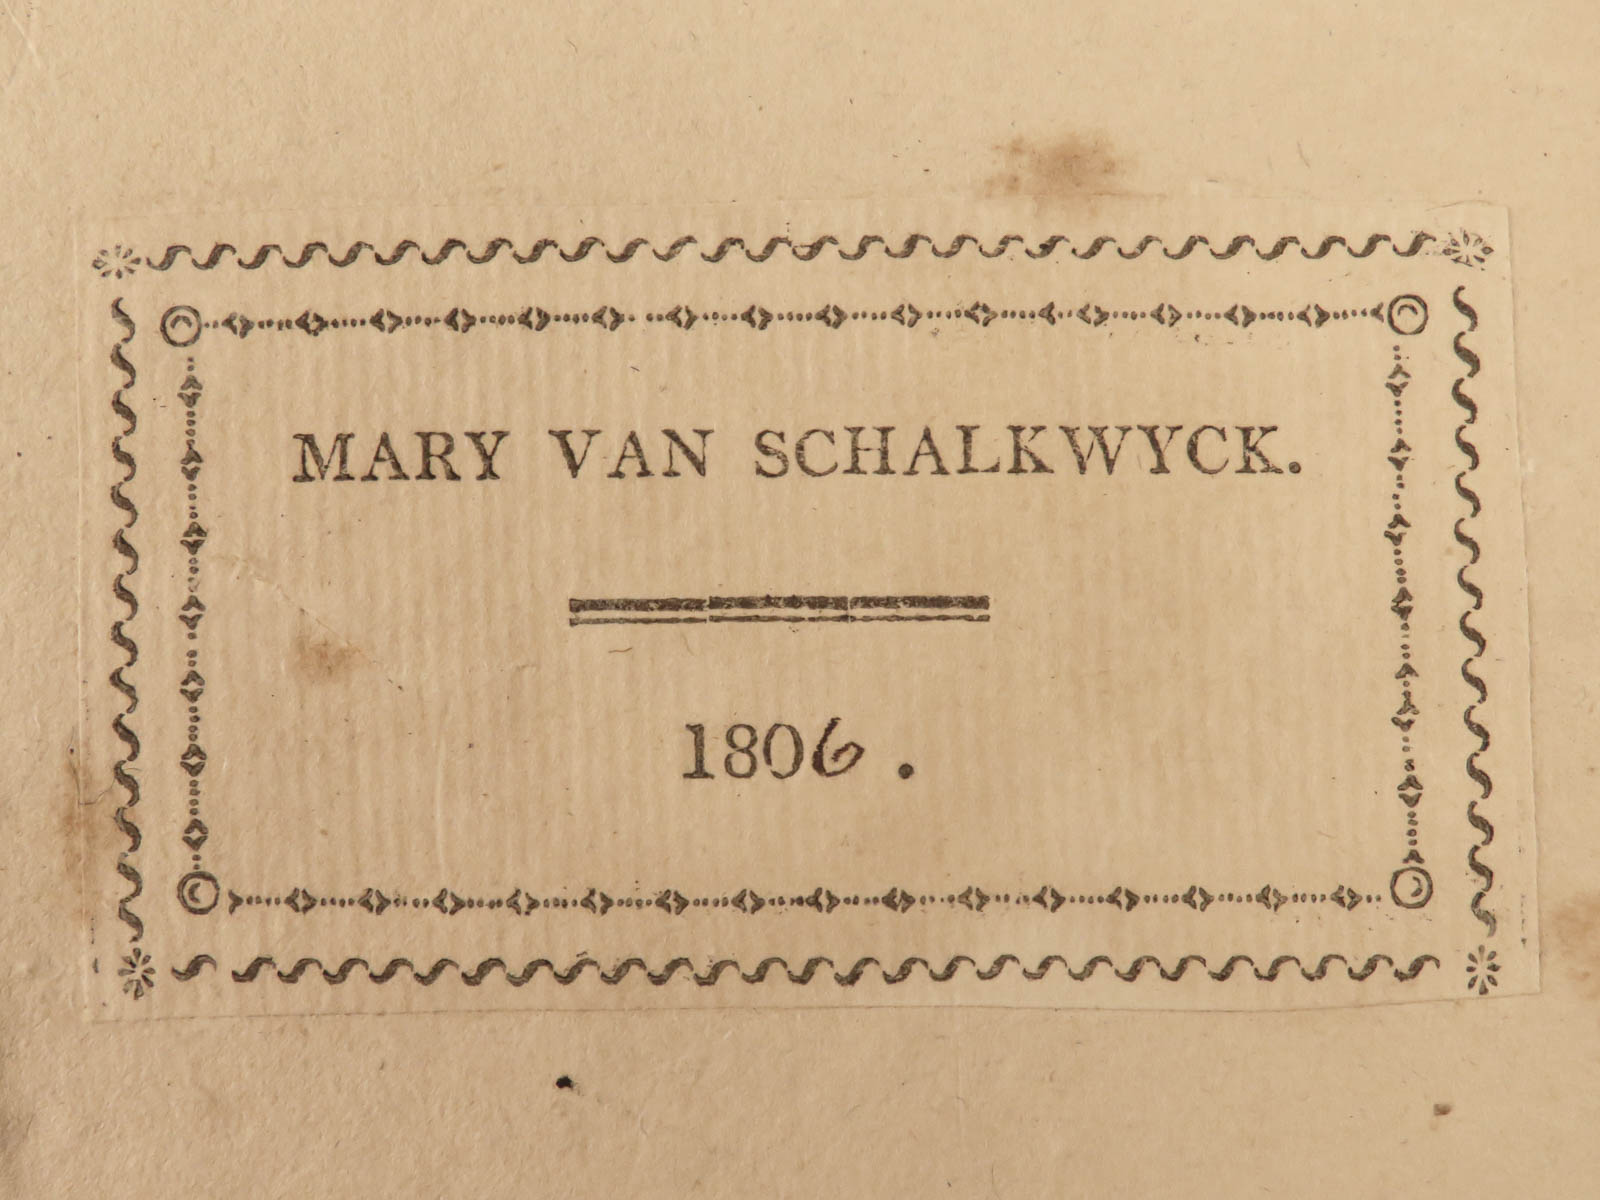 MARY VAN SCHALKWYCK.
1806.